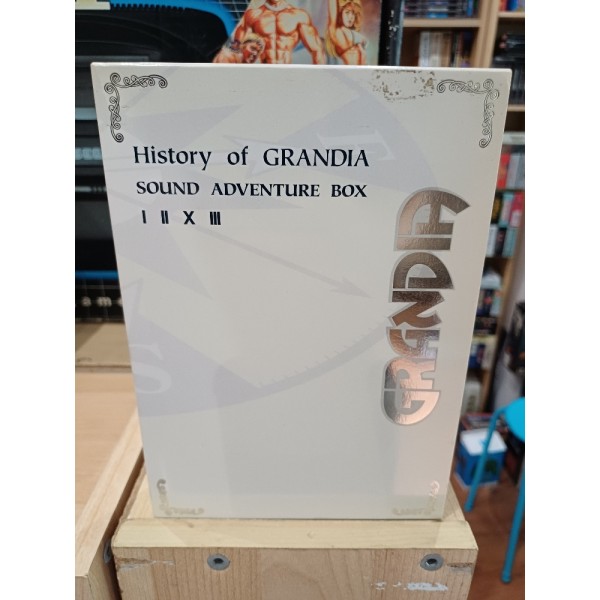 History of GRANDIA
SOUND ADVENTURE BOX
I II X III
GRANDIA
S